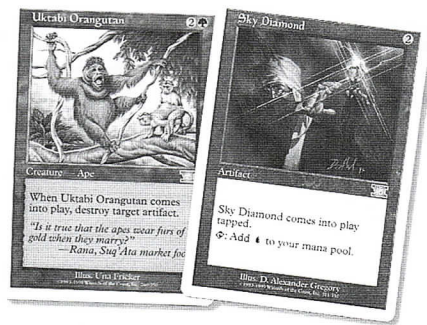 Uktabi Orangutan 2
Creature Ape
When Uktabi Orangutan comes
into play, destroy target artifact.
"Is it true that the apes wear furs of
gold when they marry?"
—Rana, Suq'Ata market foo
Illus. Una Fricker
Sky Diamond 2
Artifact
Sky Diamond comes into play
tapped.
: Add to your mana pool.
Illus. D. Alexander Gregory